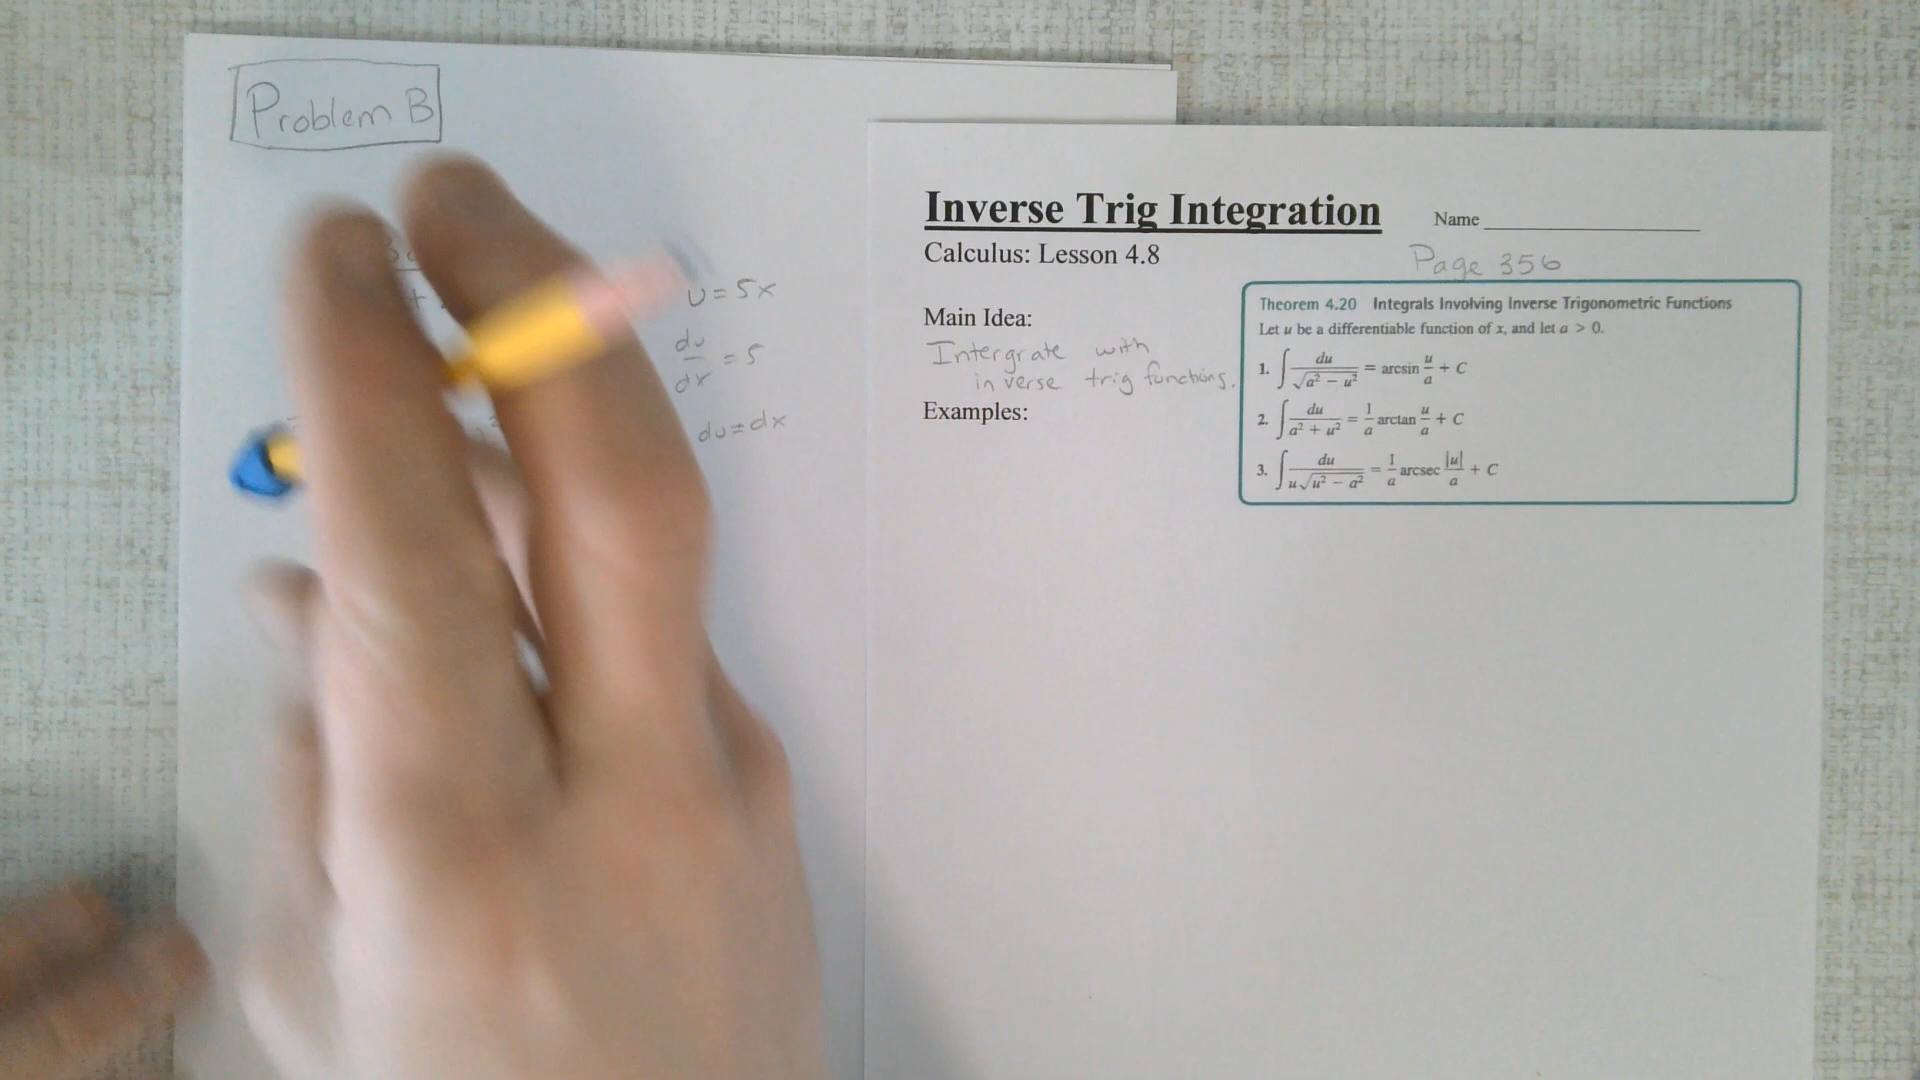 Problem B
+
u = 5x
du
dx = 5
du = dx
Inverse Trig Integration
Name
Calculus: Lesson 4.8
Page 356
Main Idea:
Intergrate with
inverse trig functions.
Examples:
Theorem 4.20 Integrals Involving Inverse Trigonometric Functions
Let u be a differentiable function of x, and let a > 0.
1. ∫ du / √(a² − u²) = arcsin u/a + C
2. ∫ du / (a² + u²) = 1/a arctan u/a + C
3. ∫ du / (u√(u² − a²)) = 1/a arcsec |u|/a + C